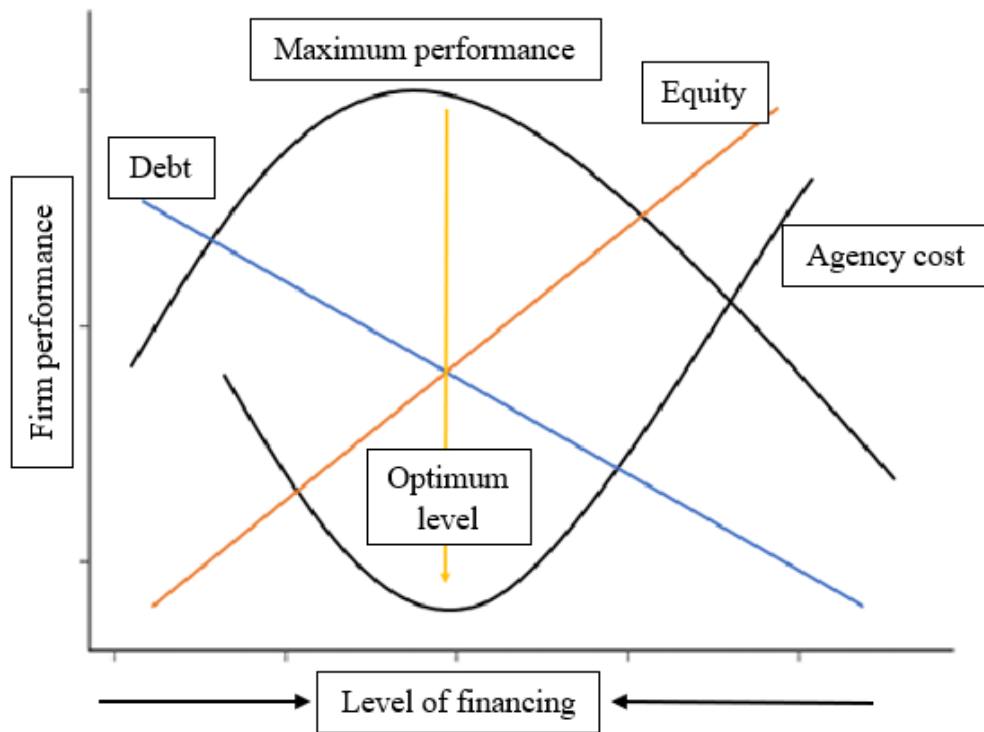 Maximum performance
Equity
Debt
Firm performance
Agency cost
Optimum
level
Level of financing